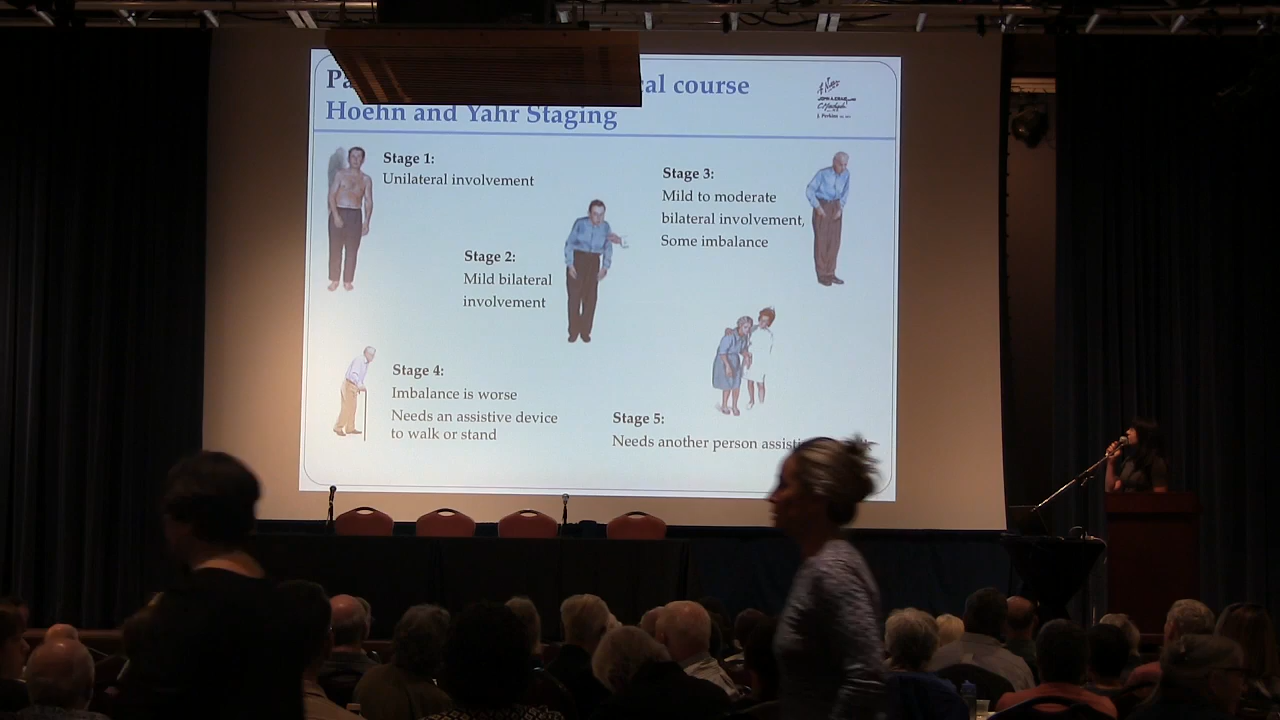 al course
Hoehn and Yahr Staging
Stage 1:
Unilateral involvement
Stage 2:
Mild bilateral
involvement
Stage 3:
Mild to moderate
bilateral involvement,
Some imbalance
Stage 4:
Imbalance is worse
Needs an assistive device
to walk or stand
Stage 5:
Needs another person